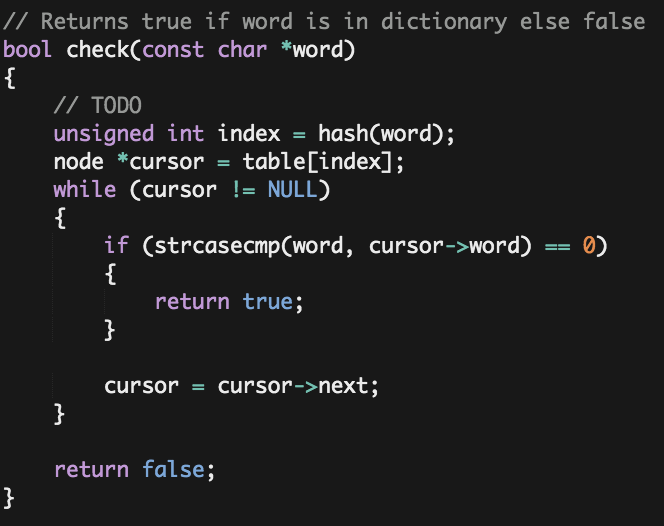 // Returns true if word is in dictionary else false
bool check(const char *word)
{
    // TODO
    unsigned int index = hash(word);
    node *cursor = table[index];
    while (cursor != NULL)
    {
        if (strcasecmp(word, cursor->word) == 0)
        {
            return true;
        }

        cursor = cursor->next;
    }

    return false;
}